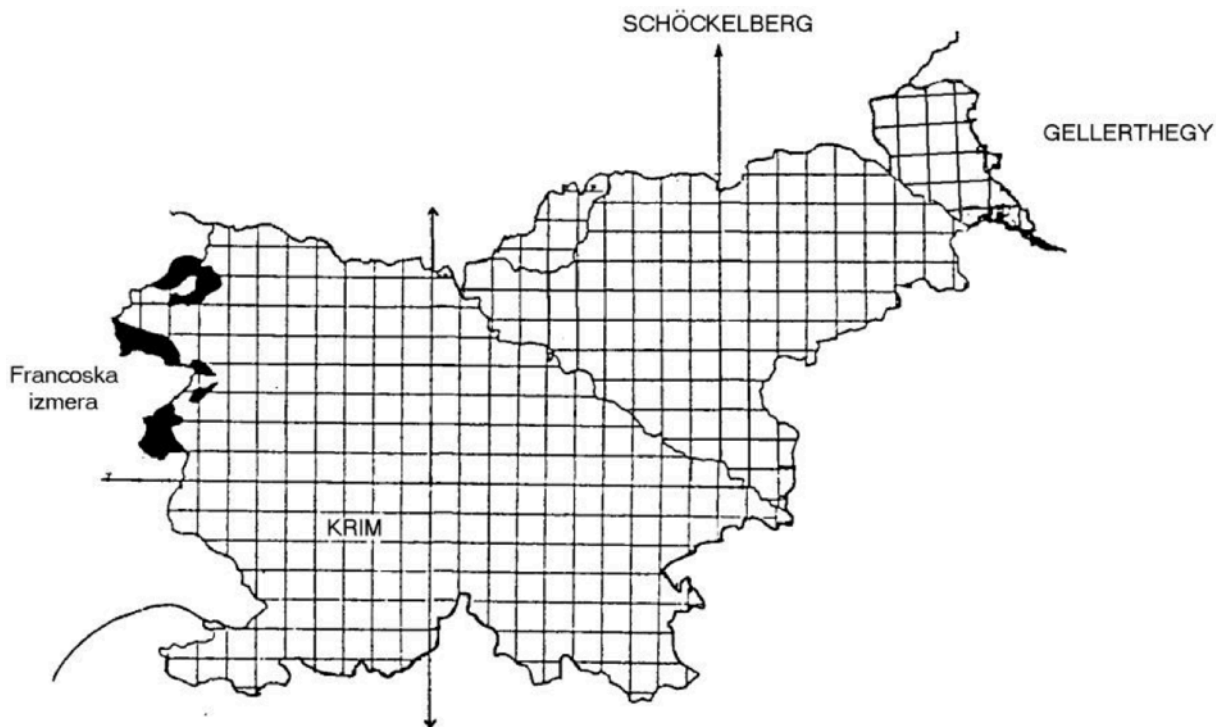 SCHÖCKELBERG
GELLERTHEGY
Francoska
izmera
KRIM